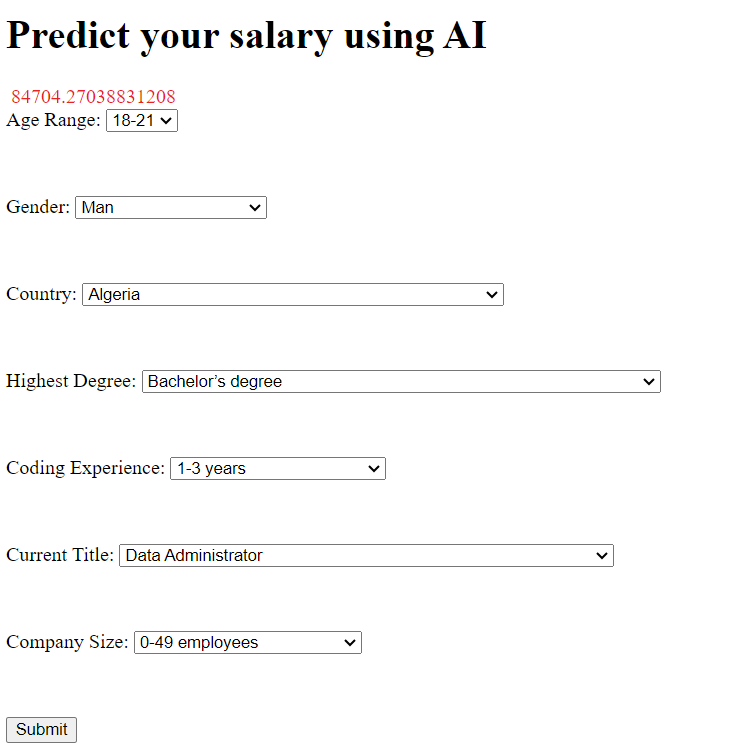 Predict your salary using AI
84704.27038831208
Age Range: 18-21
Gender: Man
Country: Algeria
Highest Degree: Bachelor’s degree
Coding Experience: 1-3 years
Current Title: Data Administrator
Company Size: 0-49 employees
Submit